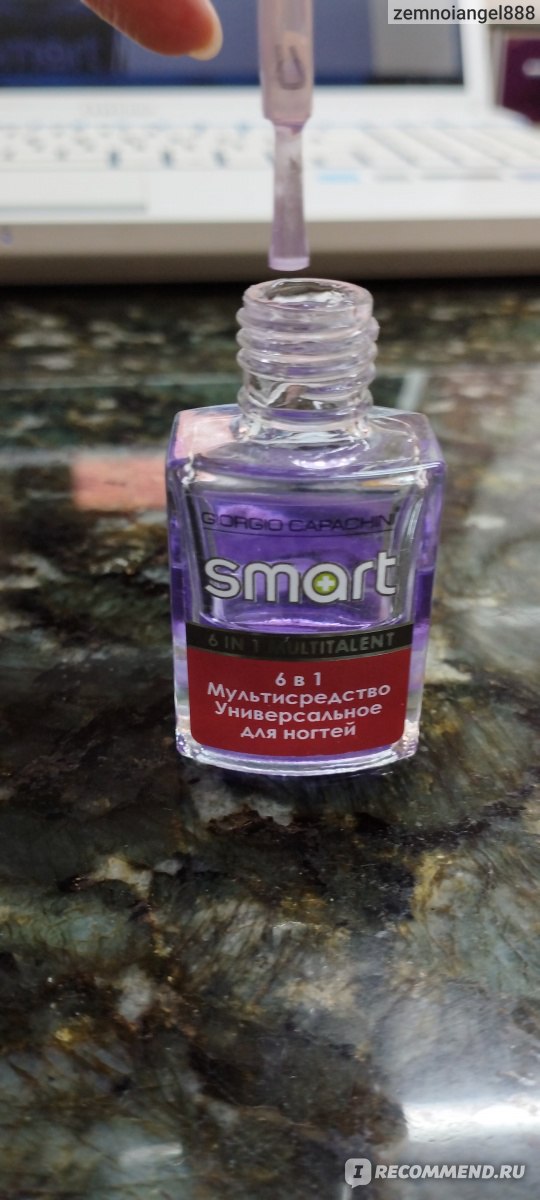 zemnoiangel888
GIORGIO CAPACHINI
smart
6 IN 1 MULTITALENT
6 в 1
Мультисредство
Универсальное
для ногтей
I RECOMMEND.RU